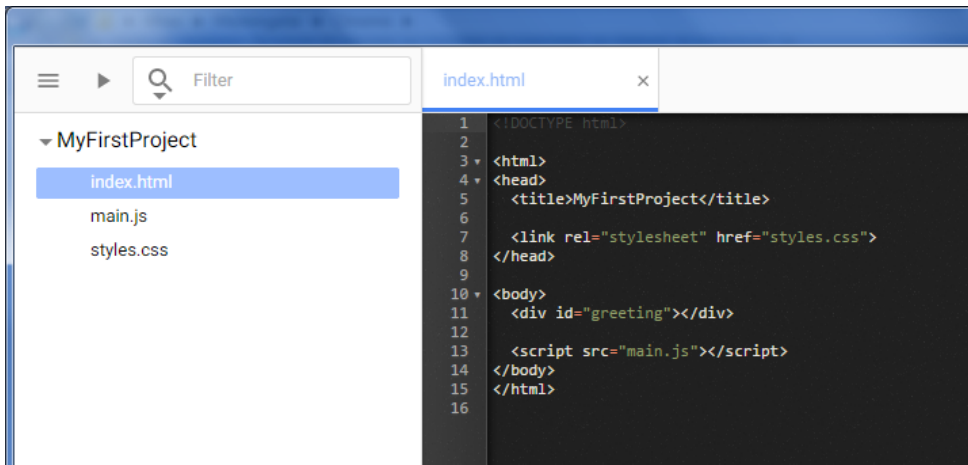 Filter
index.html
MyFirstProject
index.html
main.js
styles.css
1 <!DOCTYPE html>
2
3 <html>
4 <head>
5 <title>MyFirstProject</title>
6
7 <link rel="stylesheet" href="styles.css">
8 </head>
9
10 <body>
11 <div id="greeting"></div>
12
13 <script src="main.js"></script>
14 </body>
15 </html>
16